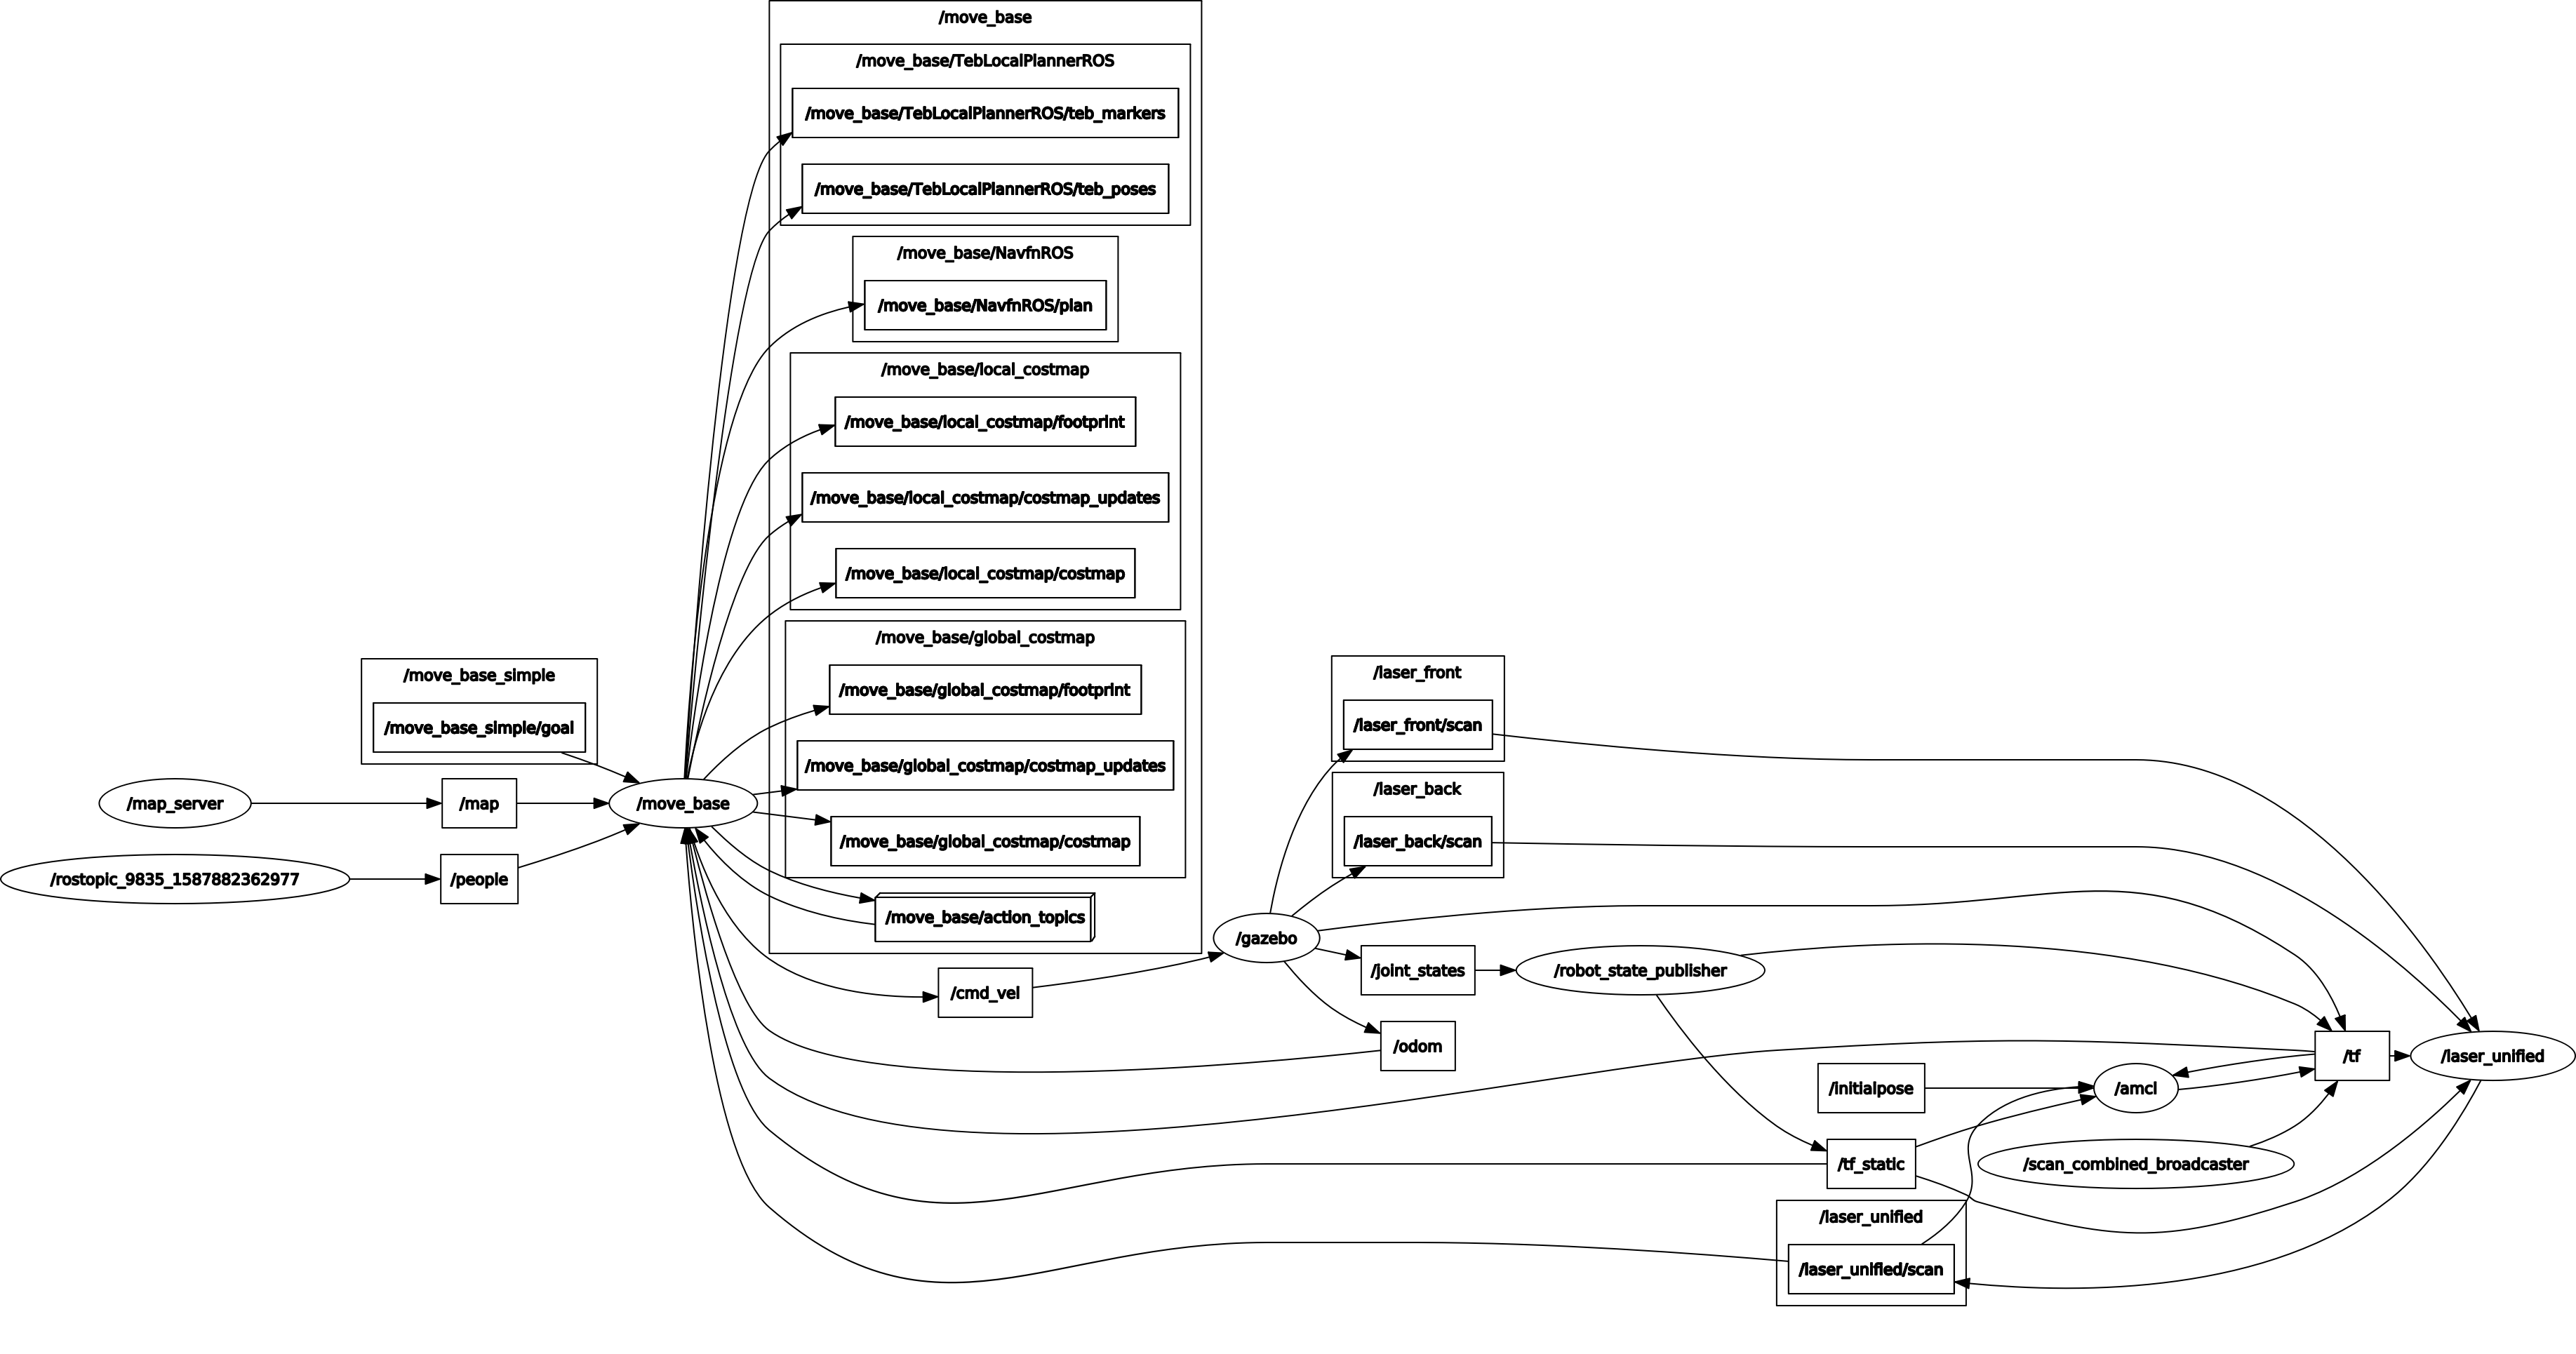 /move_base
/move_base/TebLocalPlannerROS
/move_base/TebLocalPlannerROS/teb_markers
/move_base/TebLocalPlannerROS/teb_poses
/move_base/NavfnROS
/move_base/NavfnROS/plan
/move_base/local_costmap
/move_base/local_costmap/footprint
/move_base/local_costmap/costmap_updates
/move_base/local_costmap/costmap
/move_base/global_costmap
/move_base/global_costmap/footprint
/move_base/global_costmap/costmap_updates
/move_base/global_costmap/costmap
/move_base/action_topics
/move_base_simple
/move_base_simple/goal
/map_server
/map
/move_base
/rostopic_9835_1587882362977
/people
/cmd_vel
/laser_front
/laser_front/scan
/laser_back
/laser_back/scan
/gazebo
/joint_states
/robot_state_publisher
/odom
/tf
/laser_unified
/initialpose
/amcl
/tf_static
/scan_combined_broadcaster
/laser_unified
/laser_unified/scan